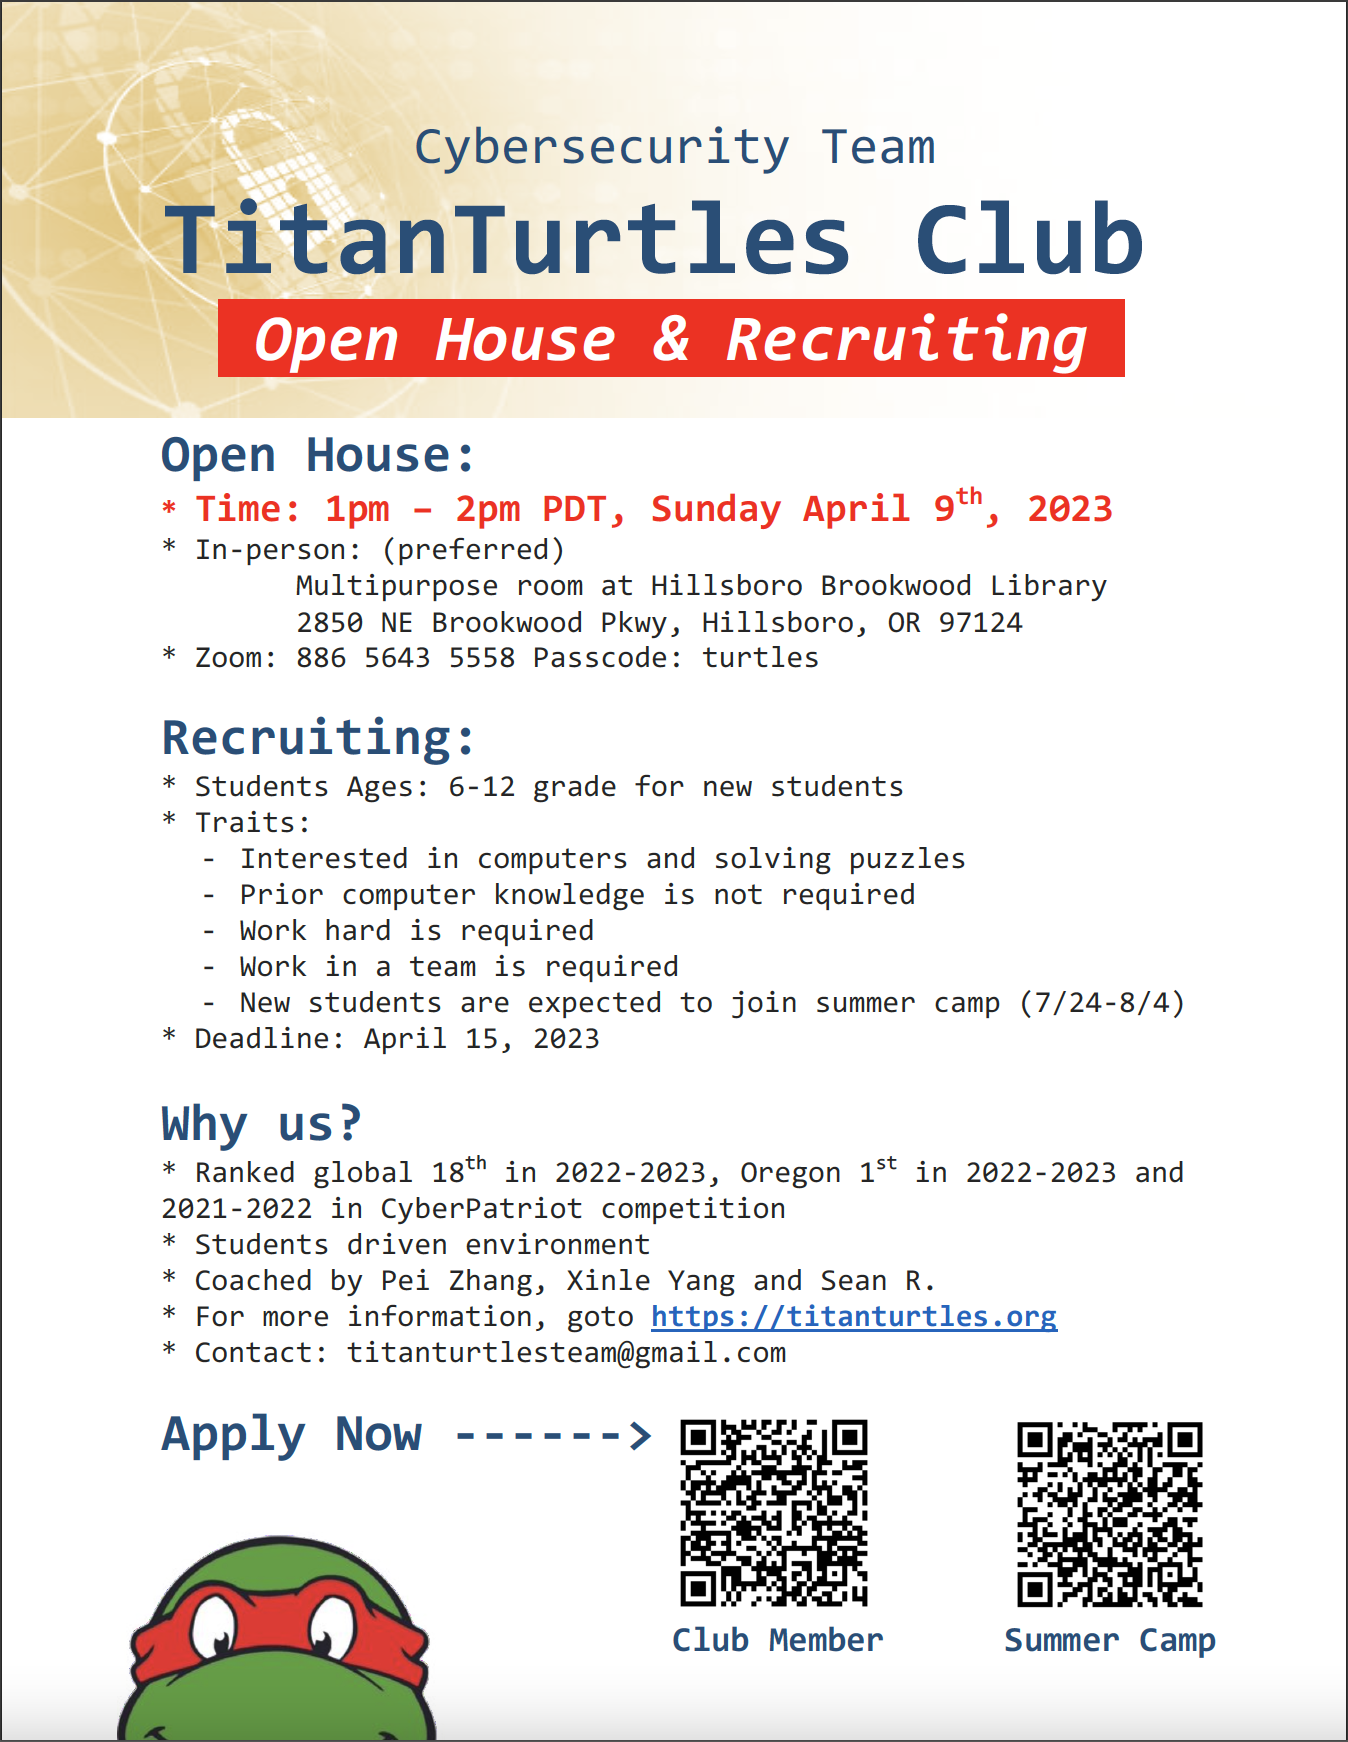 Cybersecurity Team
TitanTurtles Club
Open House & Recruiting
Open House:
* Time: 1pm – 2pm PDT, Sunday April 9th, 2023
* In-person: (preferred)
Multipurpose room at Hillsboro Brookwood Library
2850 NE Brookwood Pkwy, Hillsboro, OR 97124
* Zoom: 886 5643 5558 Passcode: turtles
Recruiting:
* Students Ages: 6-12 grade for new students
* Traits:
- Interested in computers and solving puzzles
- Prior computer knowledge is not required
- Work hard is required
- Work in a team is required
- New students are expected to join summer camp (7/24-8/4)
* Deadline: April 15, 2023
Why us?
* Ranked global 18th in 2022-2023, Oregon 1st in 2022-2023 and
2021-2022 in CyberPatriot competition
* Students driven environment
* Coached by Pei Zhang, Xinle Yang and Sean R.
* For more information, goto https://titanturtles.org
* Contact: titanturtlesteam@gmail.com
Apply Now ------>
Club Member
Summer Camp